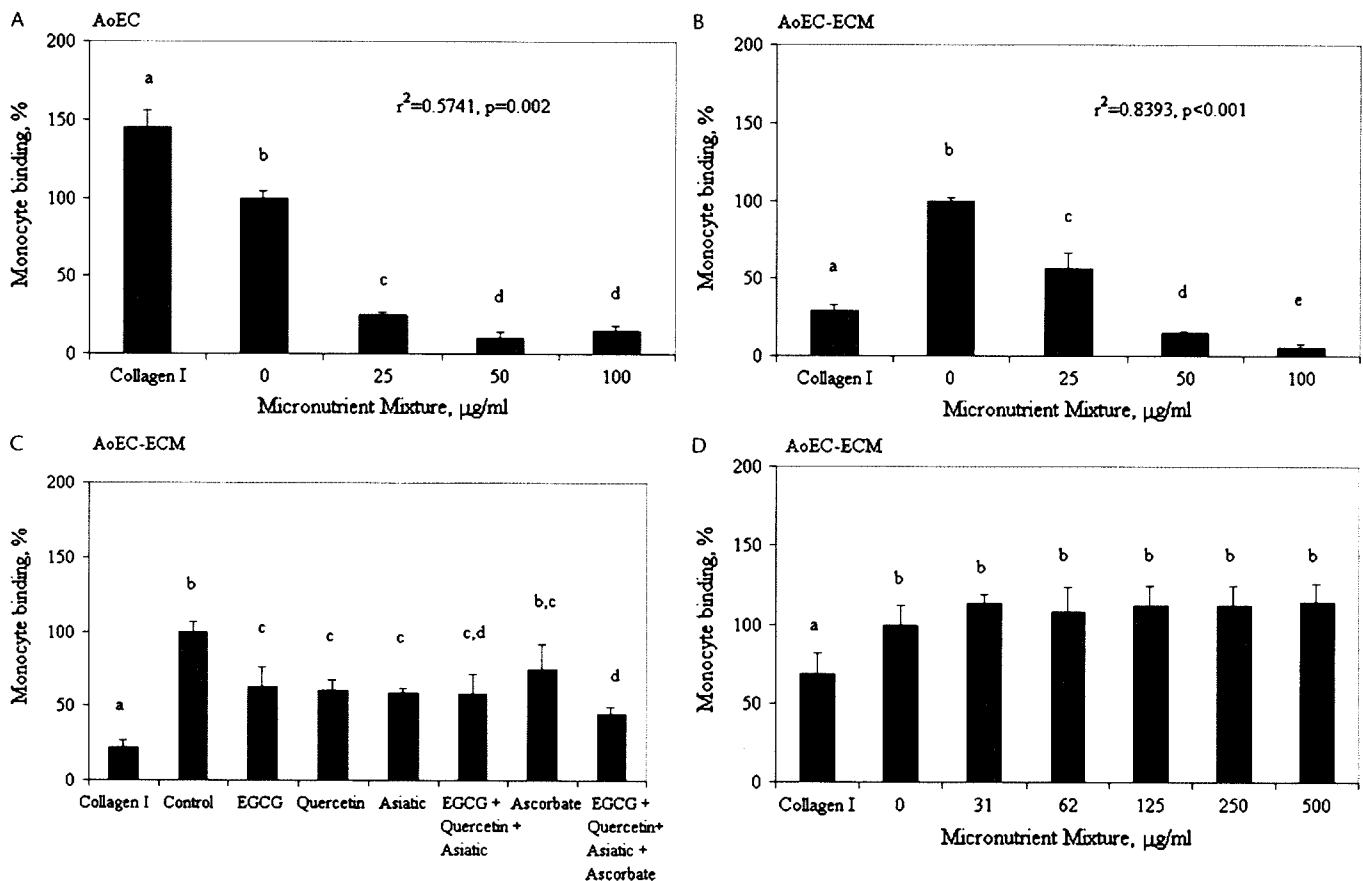 A
AoEC
200
150
100
50
0
Monocyte binding, %
a
b
c
d
d
r²=0.5741, p=0.002
Collagen I 0 25 50 100
Micronutrient Mixture, µg/ml
B
AoEC-ECM
200
150
100
50
0
Monocyte binding, %
a
b
c
d
e
r²=0.8393, p<0.001
Collagen I 0 25 50 100
Micronutrient Mixture, µg/ml
C
AoEC-ECM
200
150
100
50
0
Monocyte binding, %
a
b
c
c
c
c,d
b,c
d
Collagen I
Control
EGCG
Quercetin
Asiatic
EGCG +
Quercetin +
Asiatic
Ascorbate
EGCG +
Quercetin+
Asiatic +
Ascorbate
D
AoEC-ECM
200
150
100
50
0
Monocyte binding, %
a
b
b
b
b
b
b
Collagen I 0 31 62 125 250 500
Micronutrient Mixture, µg/ml